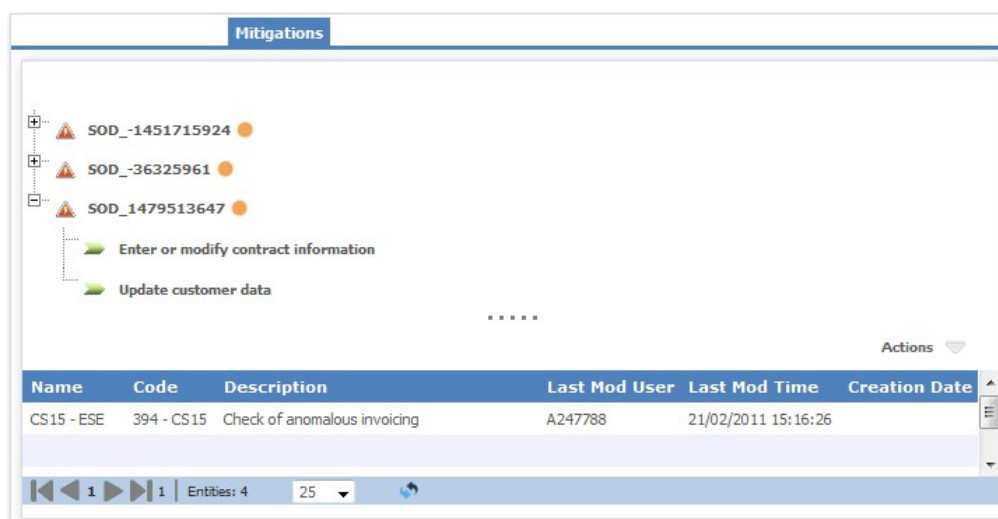 Mitigations
SOD_-1451715924
SOD_-36325961
SOD_1479513647
Enter or modify contract information
Update customer data
Actions
Name Code Description Last Mod User Last Mod Time Creation Date
CS15 - ESE 394 - CS15 Check of anomalous invoicing A247788 21/02/2011 15:16:26
1 1 Entities: 4 25